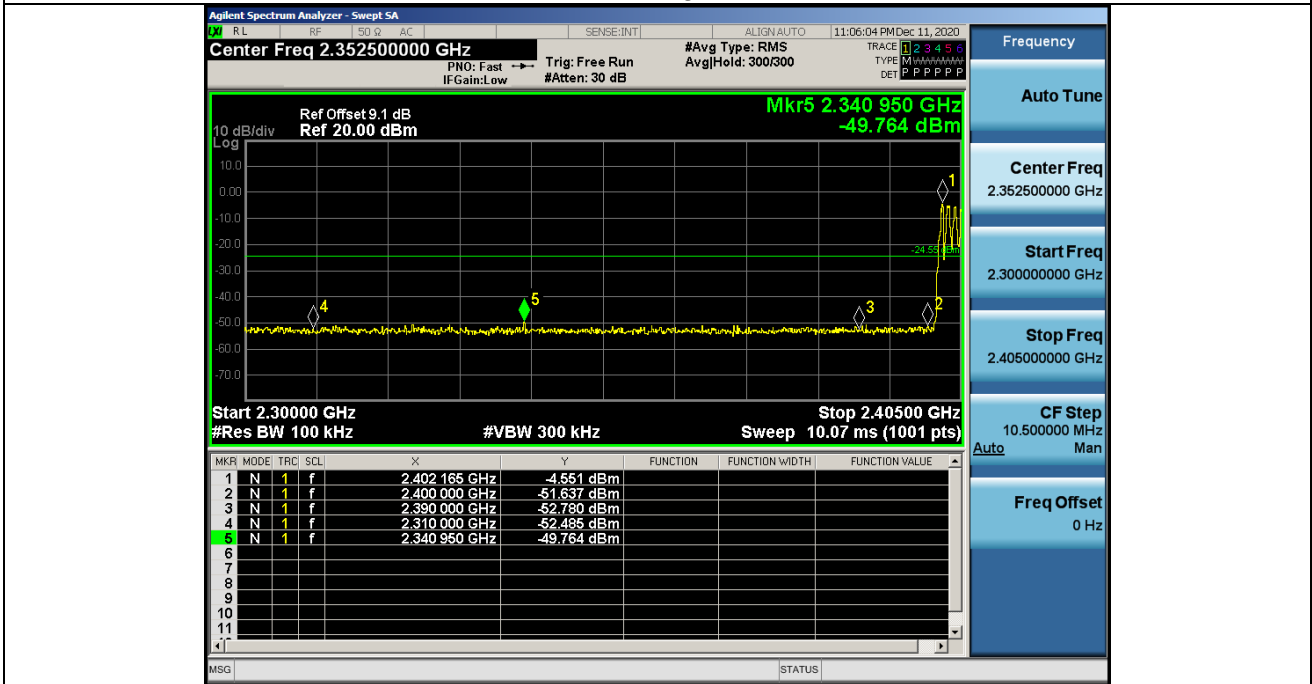 Agilent Spectrum Analyzer - Swept SA
LXI RL RF 50 Ω AC SENSE:INT ALIGN AUTO 11:06:04 PM Dec 11, 2020
Center Freq 2.352500000 GHz
PNO: Fast
IFGain:Low
Trig: Free Run
#Atten: 30 dB
#Avg Type: RMS
Avg|Hold: 300/300
TRACE 1 2 3 4 5 6
TYPE M
DET P P P P P P
Ref Offset 9.1 dB
10 dB/div Ref 20.00 dBm
Log
Mkr5 2.340 950 GHz
-49.764 dBm
10.0
0.00
-10.0
-20.0
-30.0
-40.0
-50.0
-60.0
-70.0
-24.55 dBm
1
2
3
4
5
Start 2.30000 GHz Stop 2.40500 GHz
#Res BW 100 kHz #VBW 300 kHz Sweep 10.07 ms (1001 pts)
MKR MODE TRC SCL X Y FUNCTION FUNCTION WIDTH FUNCTION VALUE
1 N 1 f 2.402 165 GHz -4.551 dBm
2 N 1 f 2.400 000 GHz -51.637 dBm
3 N 1 f 2.390 000 GHz -52.780 dBm
4 N 1 f 2.310 000 GHz -52.485 dBm
5 N 1 f 2.340 950 GHz -49.764 dBm
6
7
8
9
10
11
MSG STATUS
Frequency
Auto Tune
Center Freq
2.352500000 GHz
Start Freq
2.300000000 GHz
Stop Freq
2.405000000 GHz
CF Step
10.500000 MHz
Auto Man
Freq Offset
0 Hz